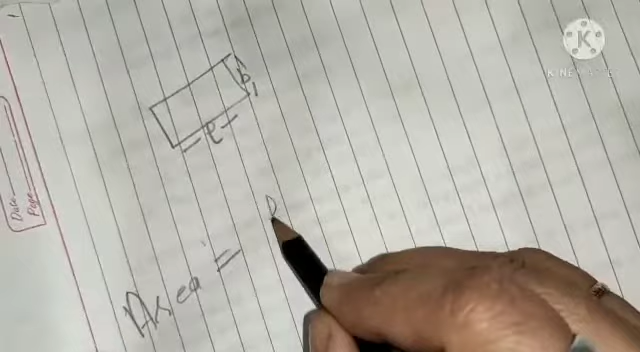 K
KINEMASTER
b
l
Area =
l
Date:
Page